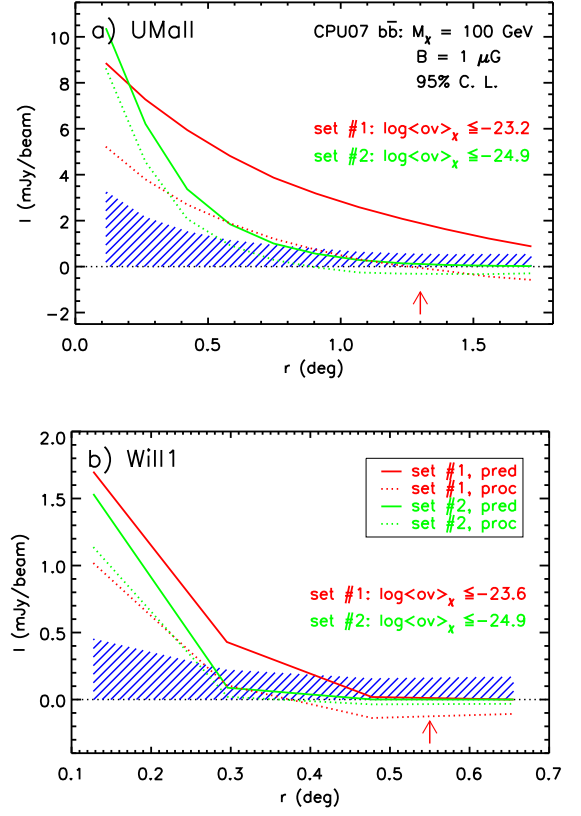 a) UMaII
CPU07 bb̅: Mχ = 100 GeV
B = 1 μG
95% C. L.
set #1: log<σv>χ ≤−23.2
set #2: log<σv>χ ≤−24.9
I (mJy/beam)
10
8
6
4
2
0
−2
0.0 0.5 1.0 1.5
r (deg)
b) Will1
set #1, pred
set #1, proc
set #2, pred
set #2, proc
set #1: log<σv>χ ≤−23.6
set #2: log<σv>χ ≤−24.9
I (mJy/beam)
2.0
1.5
1.0
0.5
0.0
0.1 0.2 0.3 0.4 0.5 0.6 0.7
r (deg)